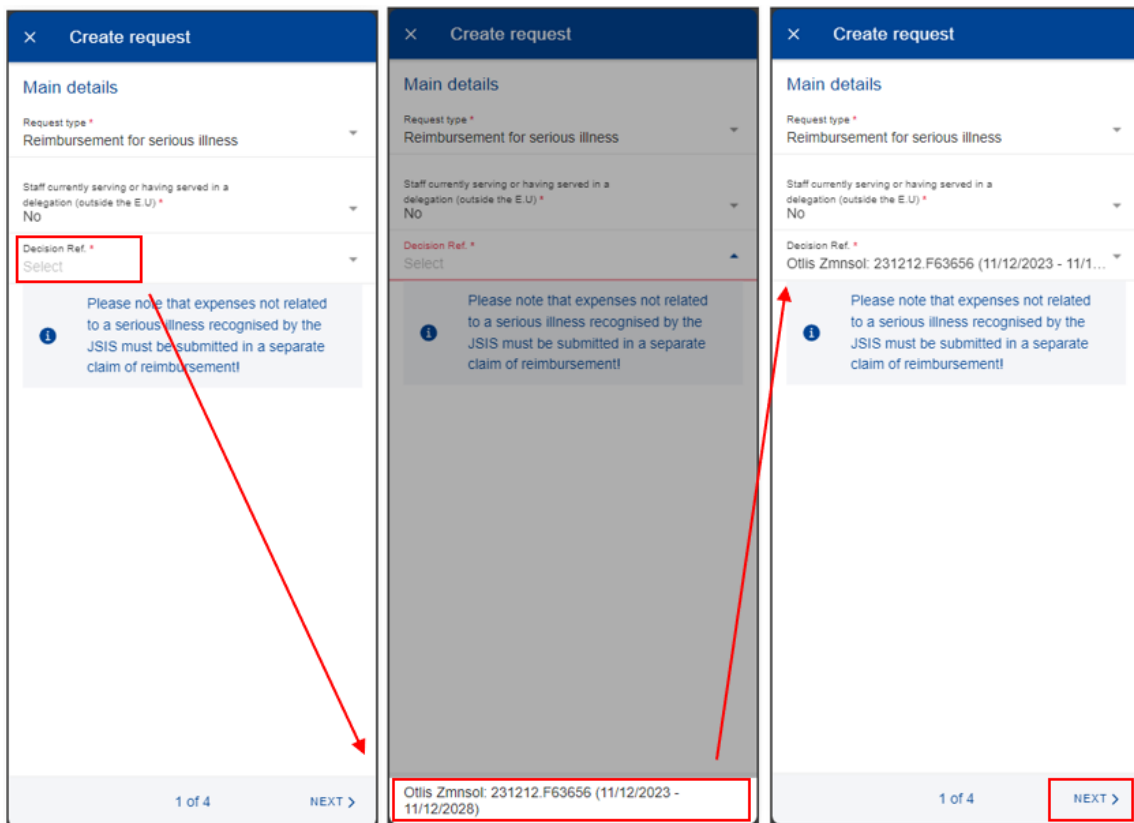 Create request
Main details
Request type *
Reimbursement for serious illness
Staff currently serving or having served in a
delegation (outside the E.U) *
No
Decision Ref. *
Select
Please note that expenses not related
to a serious illness recognised by the
JSIS must be submitted in a separate
claim of reimbursement!
1 of 4
NEXT
Create request
Main details
Request type *
Reimbursement for serious illness
Staff currently serving or having served in a
delegation (outside the E.U) *
No
Decision Ref. *
Select
Please note that expenses not related
to a serious illness recognised by the
JSIS must be submitted in a separate
claim of reimbursement!
Otlis Zmnsol: 231212.F63656 (11/12/2023 -
11/12/2028)
Create request
Main details
Request type *
Reimbursement for serious illness
Staff currently serving or having served in a
delegation (outside the E.U) *
No
Decision Ref. *
Otlis Zmnsol: 231212.F63656 (11/12/2023 - 11/1...
Please note that expenses not related
to a serious illness recognised by the
JSIS must be submitted in a separate
claim of reimbursement!
1 of 4
NEXT